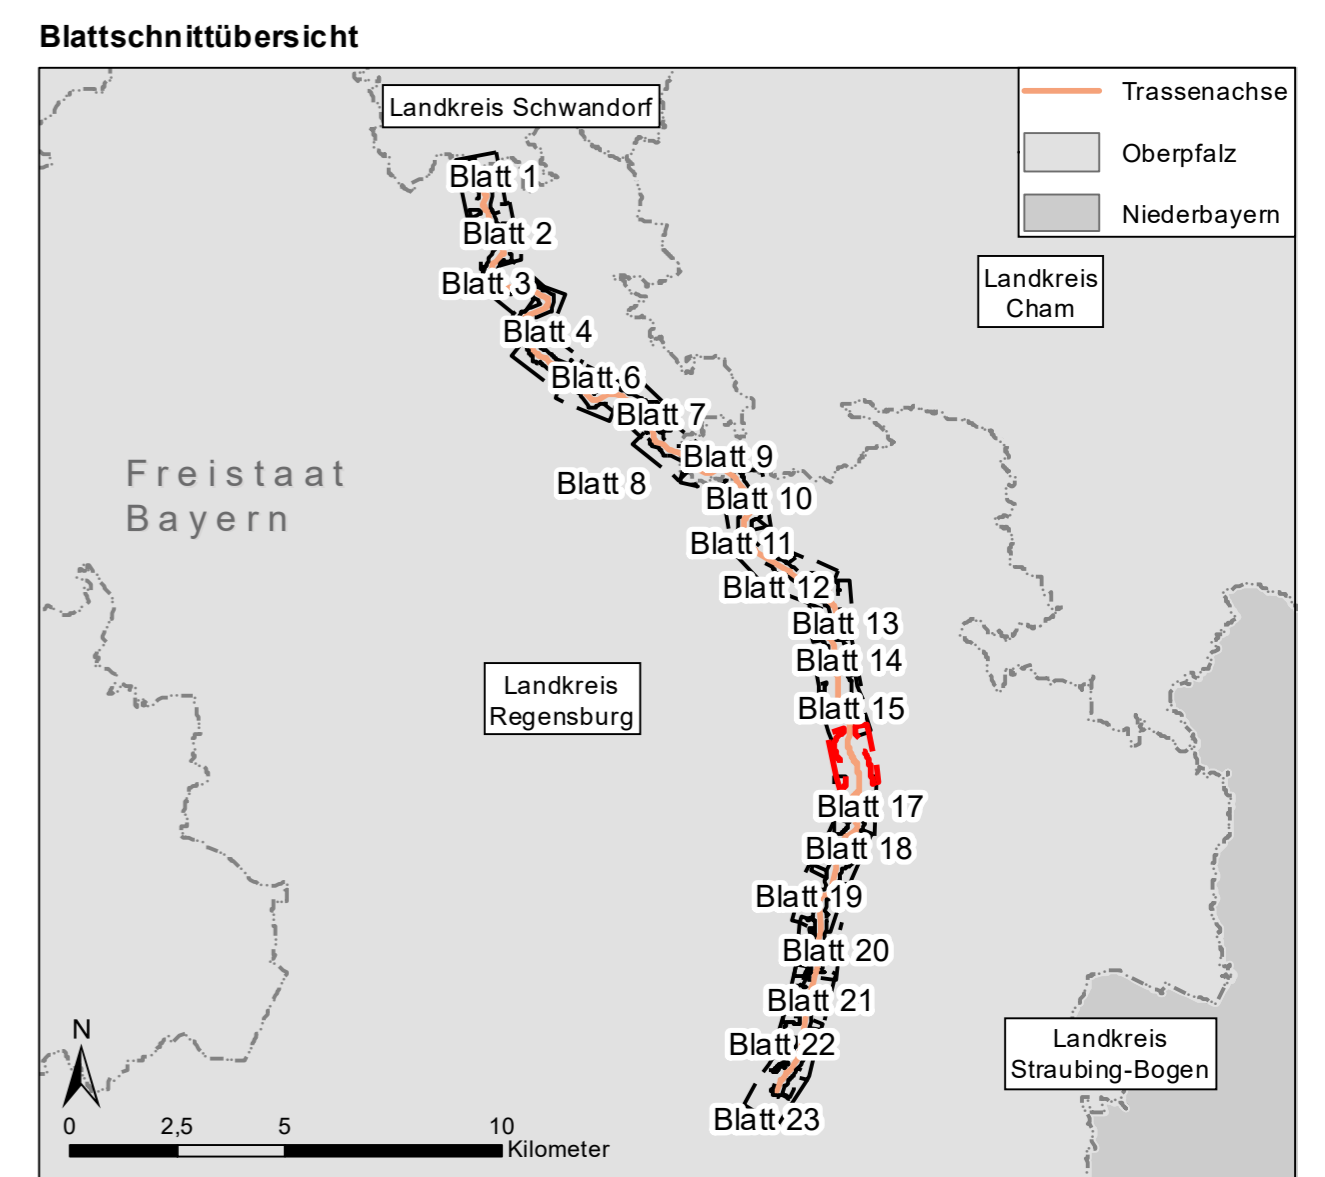 Blattschnittübersicht
Landkreis Schwandorf
Trassenachse
Oberpfalz
Niederbayern
Landkreis
Cham
Blatt 1
Blatt 2
Blatt 3
Blatt 4
Blatt 6
Blatt 7
Blatt 9
Blatt 8
Blatt 10
Blatt 11
Blatt 12
Blatt 13
Blatt 14
Blatt 15
Blatt 17
Blatt 18
Blatt 19
Blatt 20
Blatt 21
Blatt 22
Blatt 23
Freistaat
Bayern
Landkreis
Regensburg
Landkreis
Straubing-Bogen
N
0 2,5 5 10
Kilometer